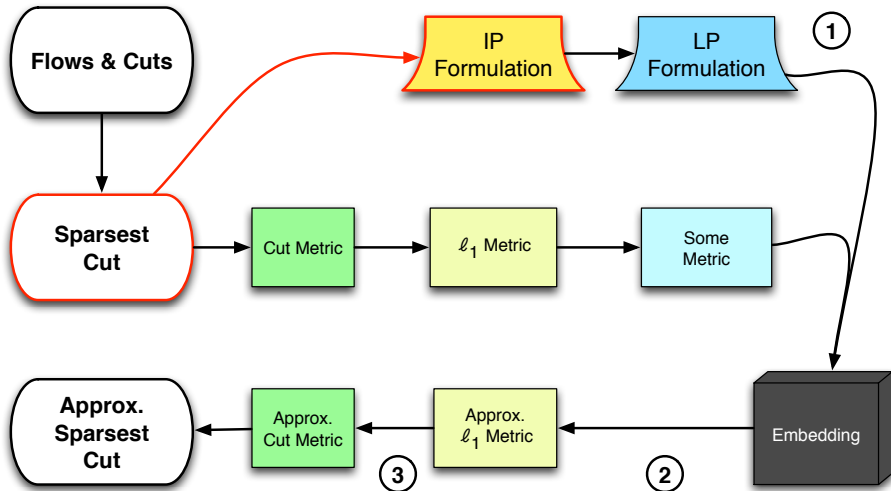 Flows & Cuts
IP
Formulation
LP
Formulation
1
Sparsest
Cut
Cut Metric
ℓ1 Metric
Some
Metric
Approx.
Sparsest
Cut
Approx.
Cut Metric
3
Approx.
ℓ1 Metric
2
Embedding